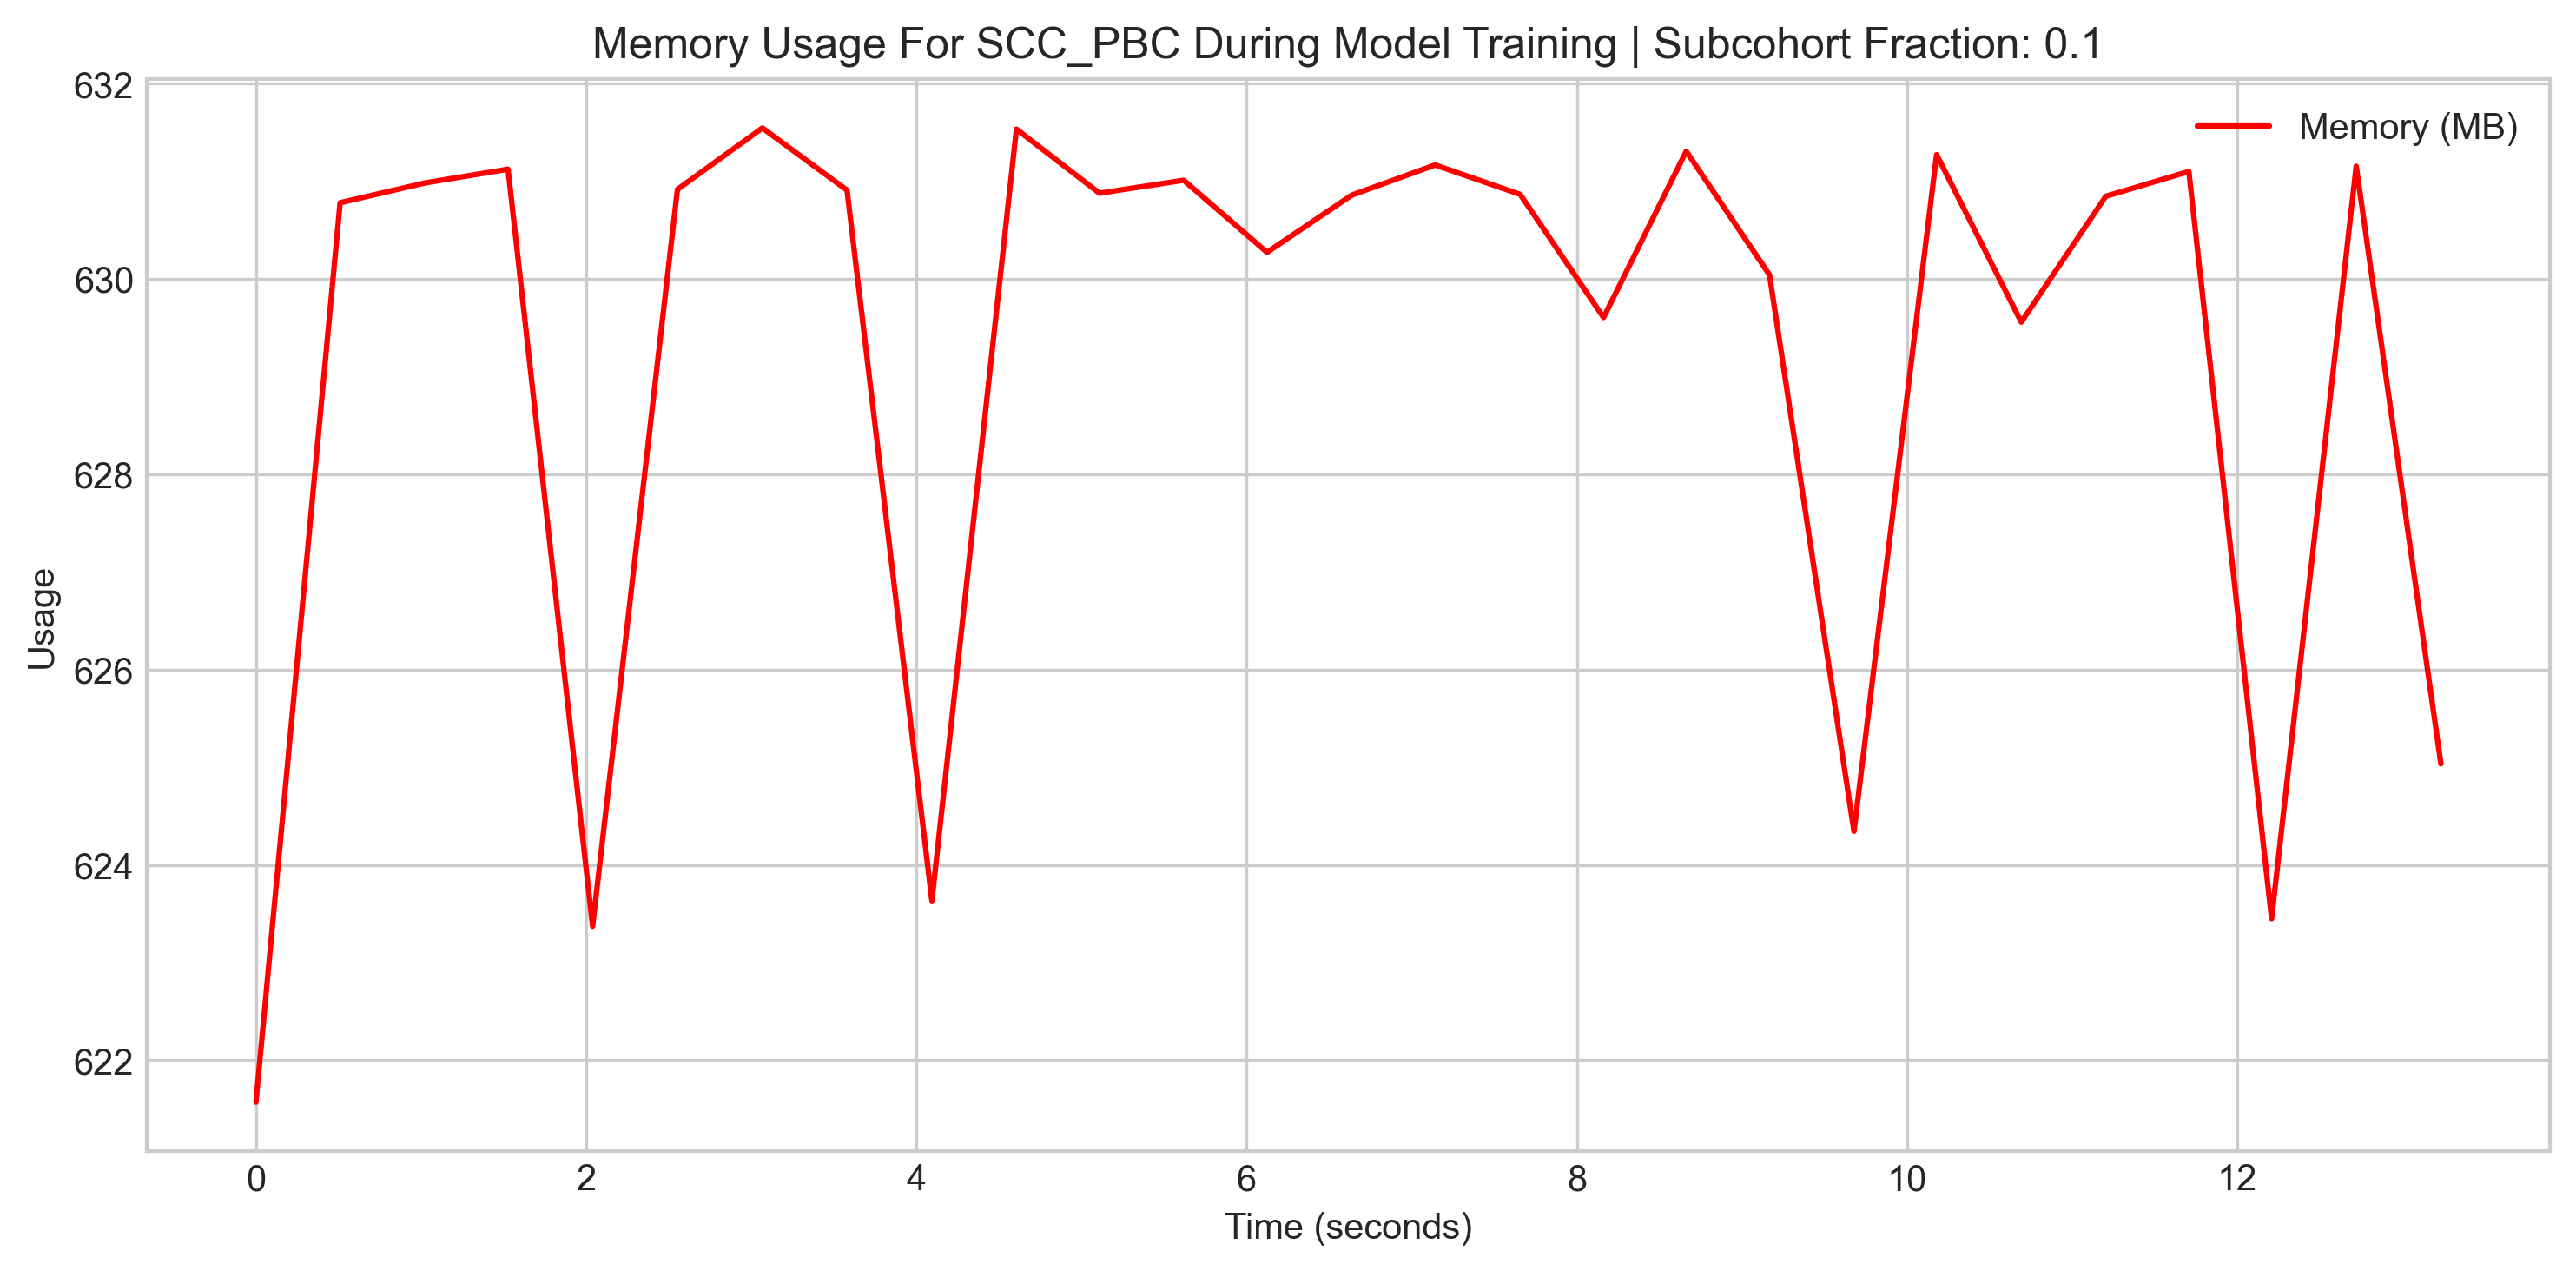 Memory Usage For SCC_PBC During Model Training | Subcohort Fraction: 0.1
Memory (MB)
Usage
632
630
628
626
624
622
0 2 4 6 8 10 12
Time (seconds)